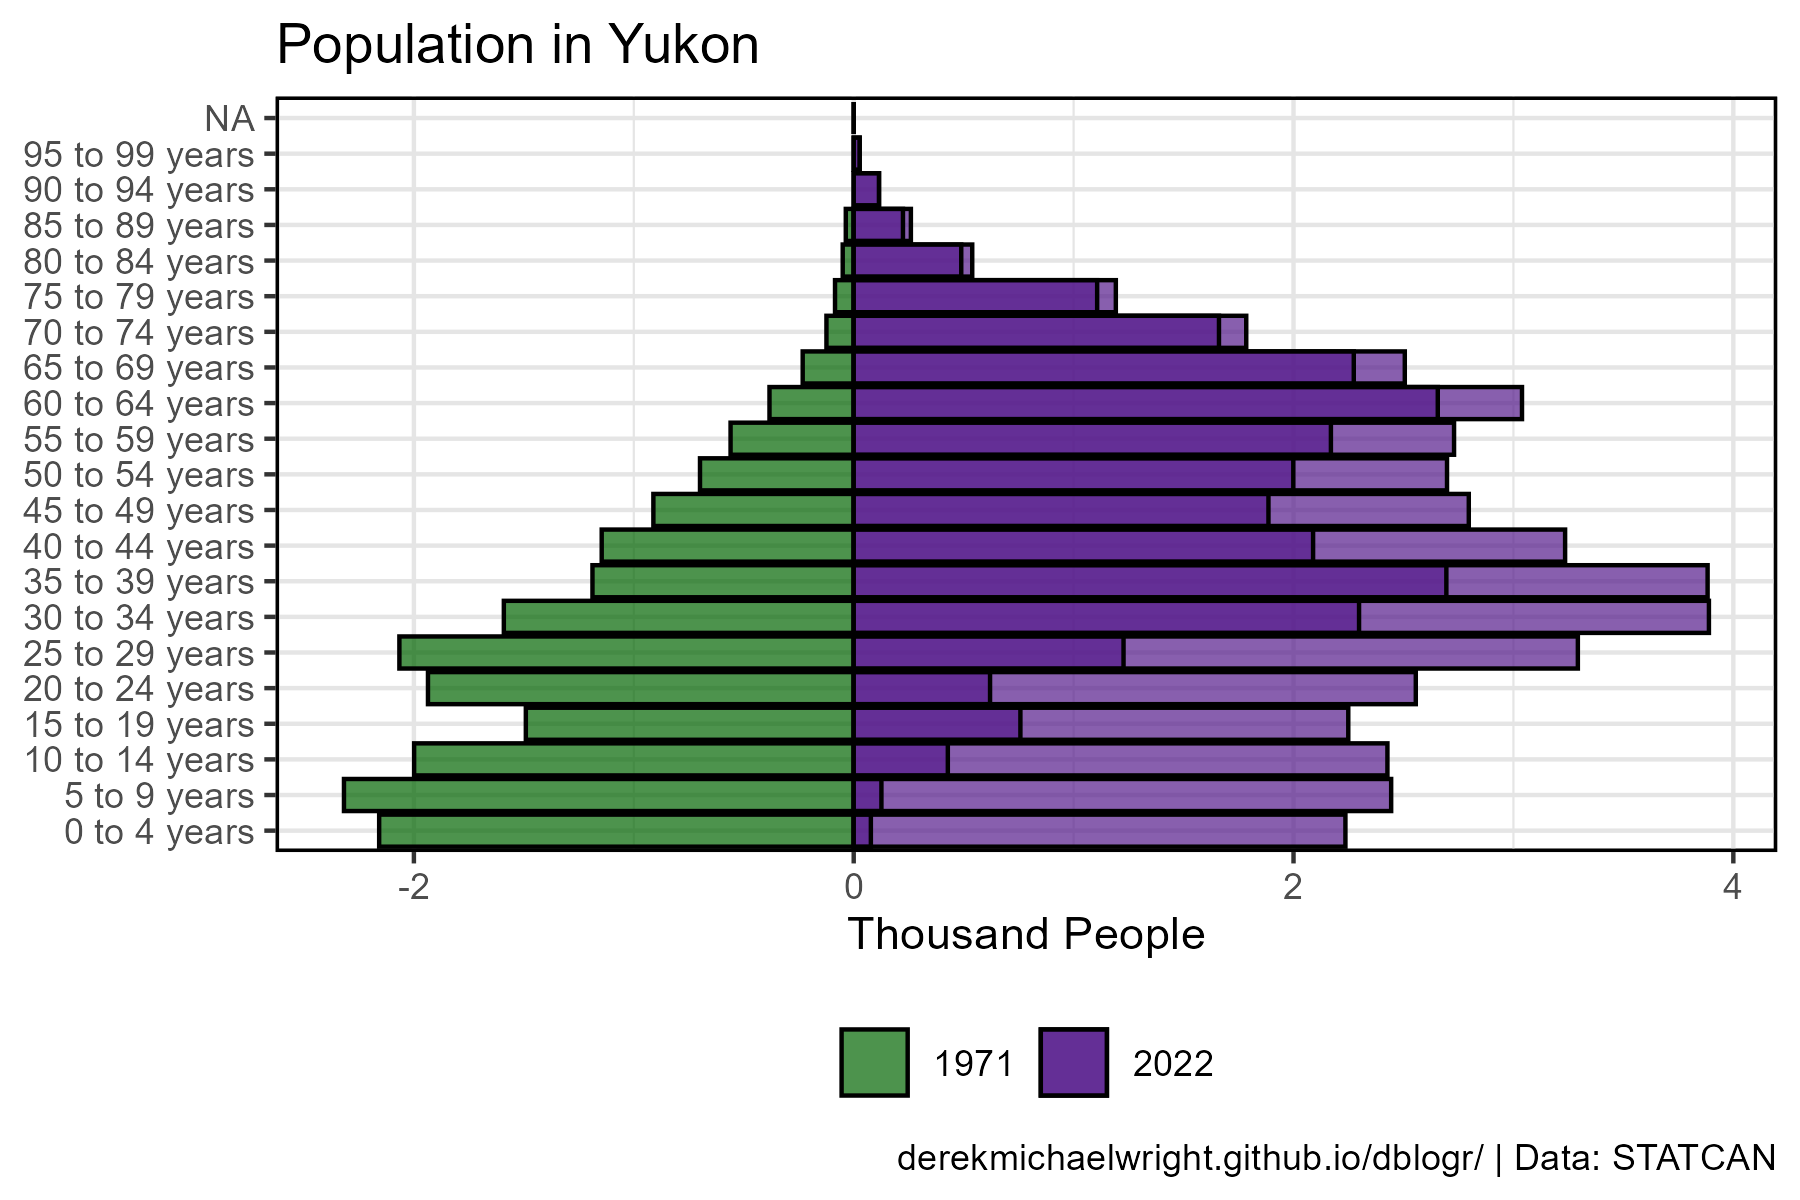 Population in Yukon
NA
95 to 99 years
90 to 94 years
85 to 89 years
80 to 84 years
75 to 79 years
70 to 74 years
65 to 69 years
60 to 64 years
55 to 59 years
50 to 54 years
45 to 49 years
40 to 44 years
35 to 39 years
30 to 34 years
25 to 29 years
20 to 24 years
15 to 19 years
10 to 14 years
5 to 9 years
0 to 4 years
-2 0 2 4
Thousand People
1971 2022
derekmichaelwright.github.io/dblogr/ | Data: STATCAN